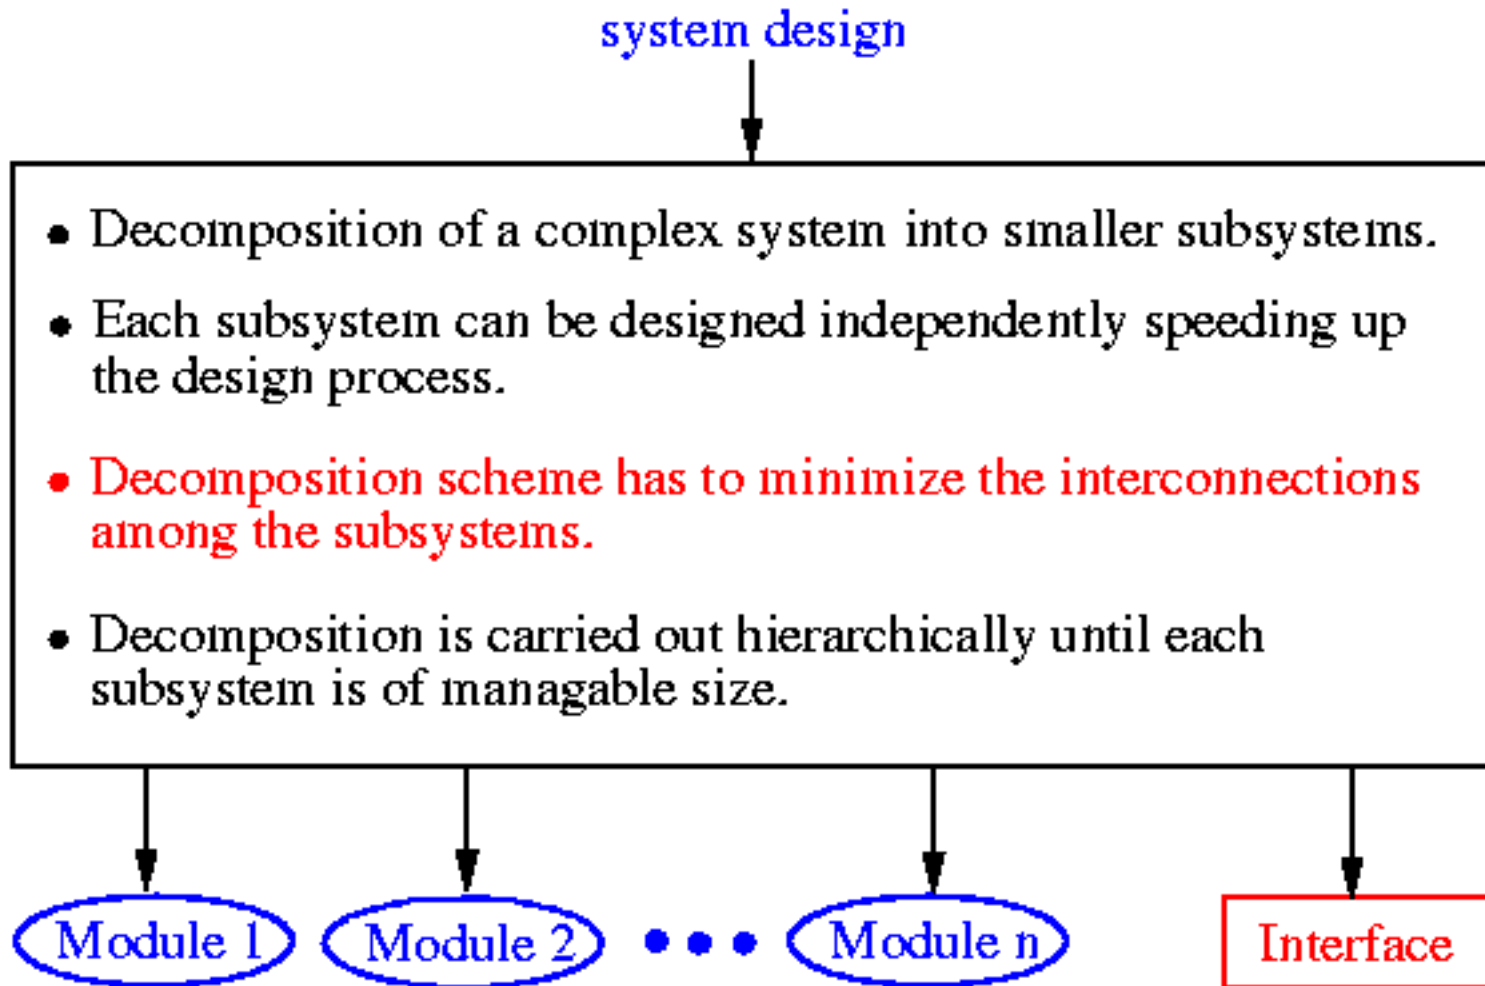 system design
• Decomposition of a complex system into smaller subsystems.
• Each subsystem can be designed independently speeding up
the design process.
• Decomposition scheme has to minimize the interconnections
among the subsystems.
• Decomposition is carried out hierarchically until each
subsystem is of managable size.
Module 1 Module 2 ••• Module n Interface